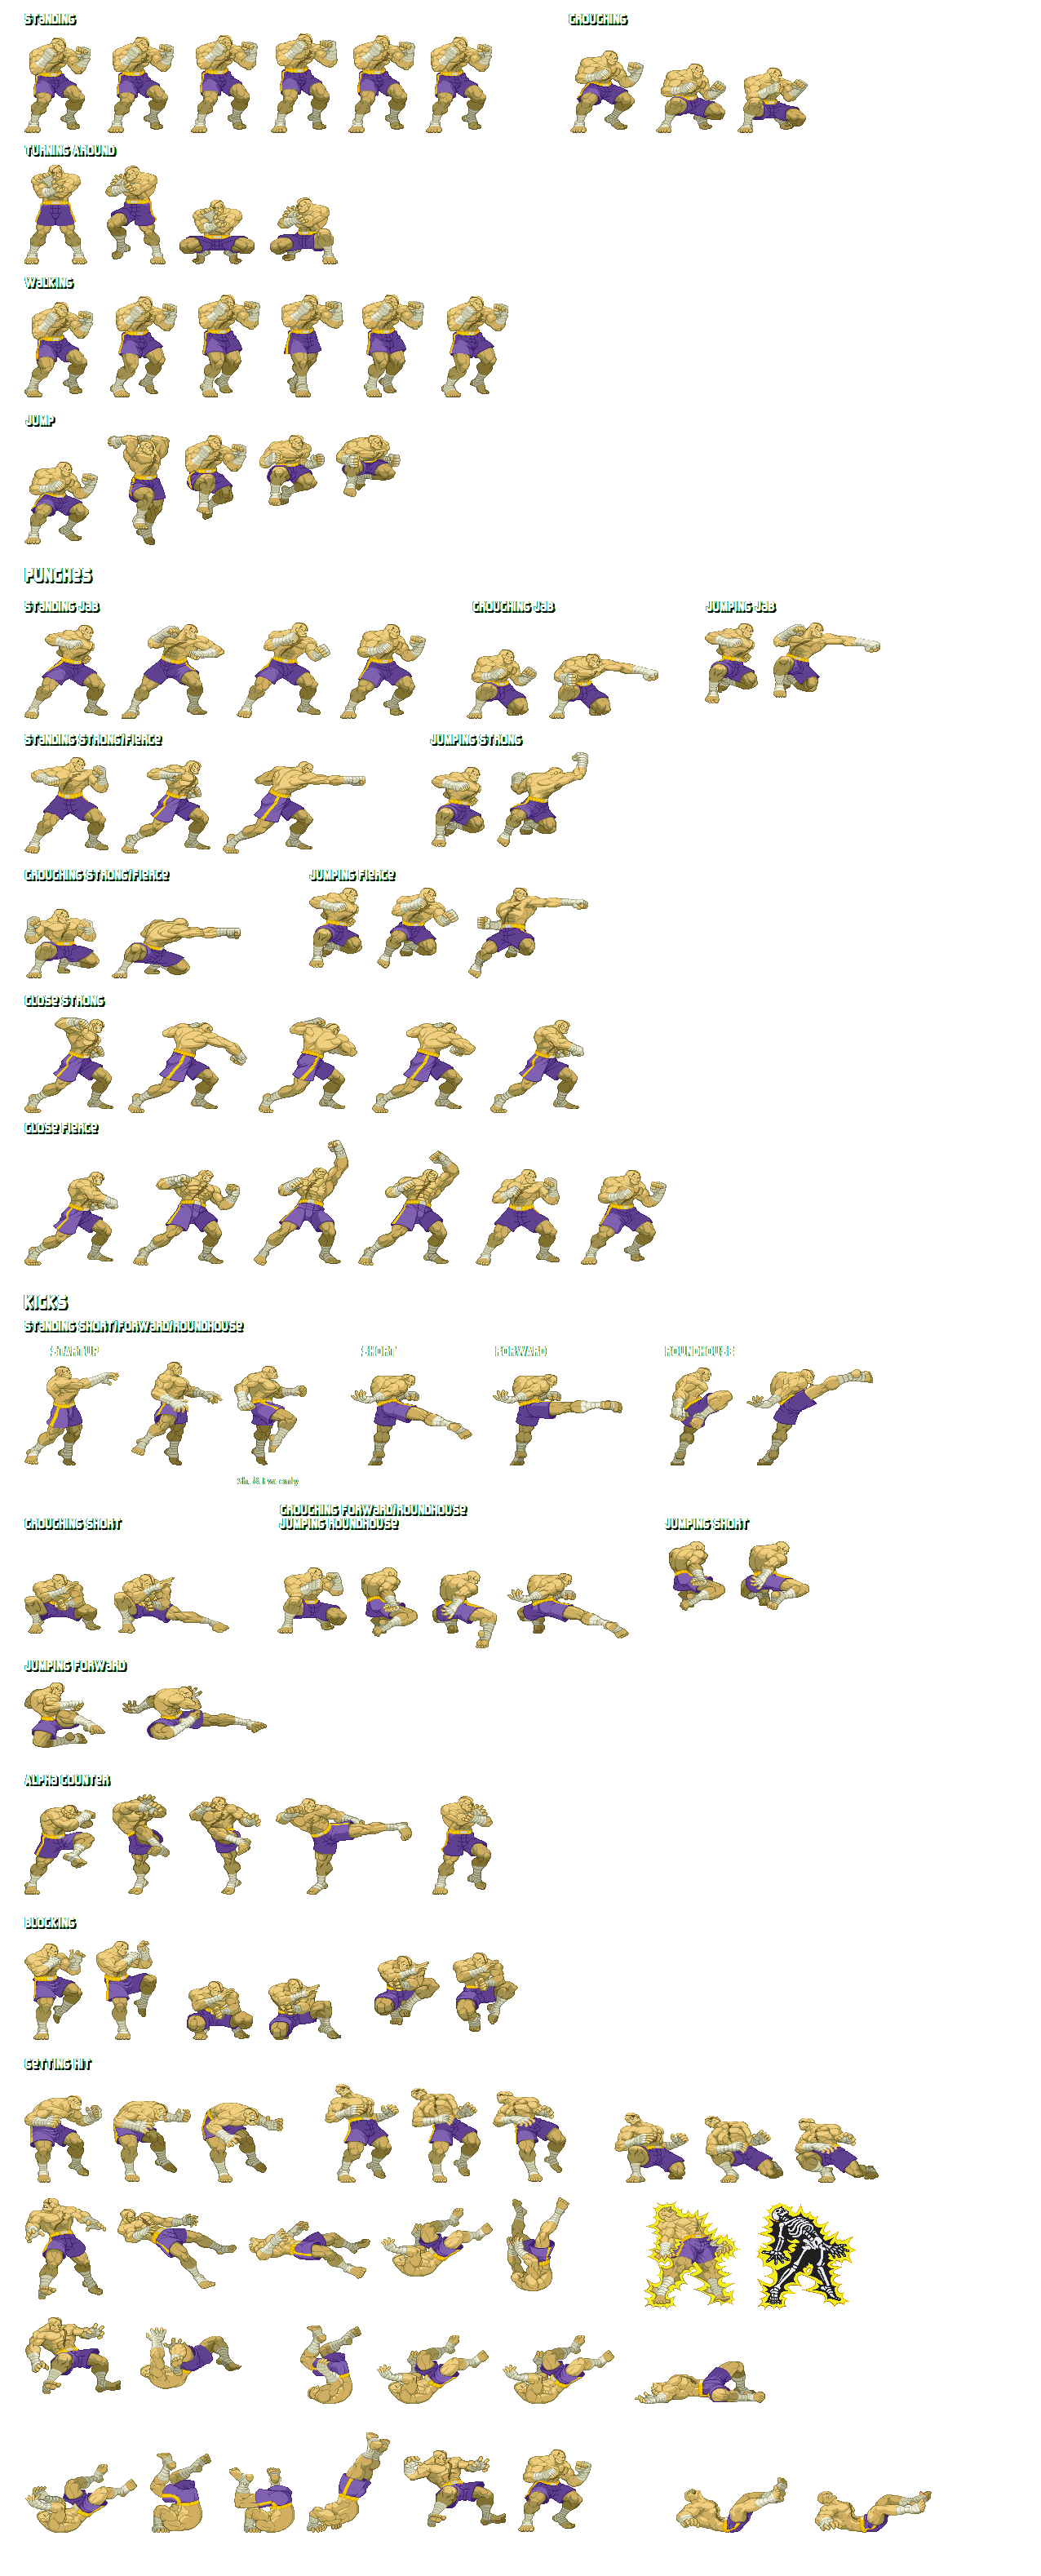 STANDING
CROUCHING
TURNING AROUND
WALKING
JUMP
PUNCHES
STANDING JAB
CROUCHING JAB
JUMPING JAB
STANDING STRONG/FIERCE
JUMPING STRONG
CROUCHING STRONG/FIERCE
JUMPING FIERCE
CLOSE STRONG
CLOSE FIERCE
KICKS
STANDING SHORT/FORWARD/ROUNDHOUSE
STARTUP
SHORT
FORWARD
ROUNDHOUSE
CROUCHING SHORT
CROUCHING FORWARD/ROUNDHOUSE
JUMPING ROUNDHOUSE
JUMPING SHORT
JUMPING FORWARD
ALPHA COUNTER
BLOCKING
GETTING HIT